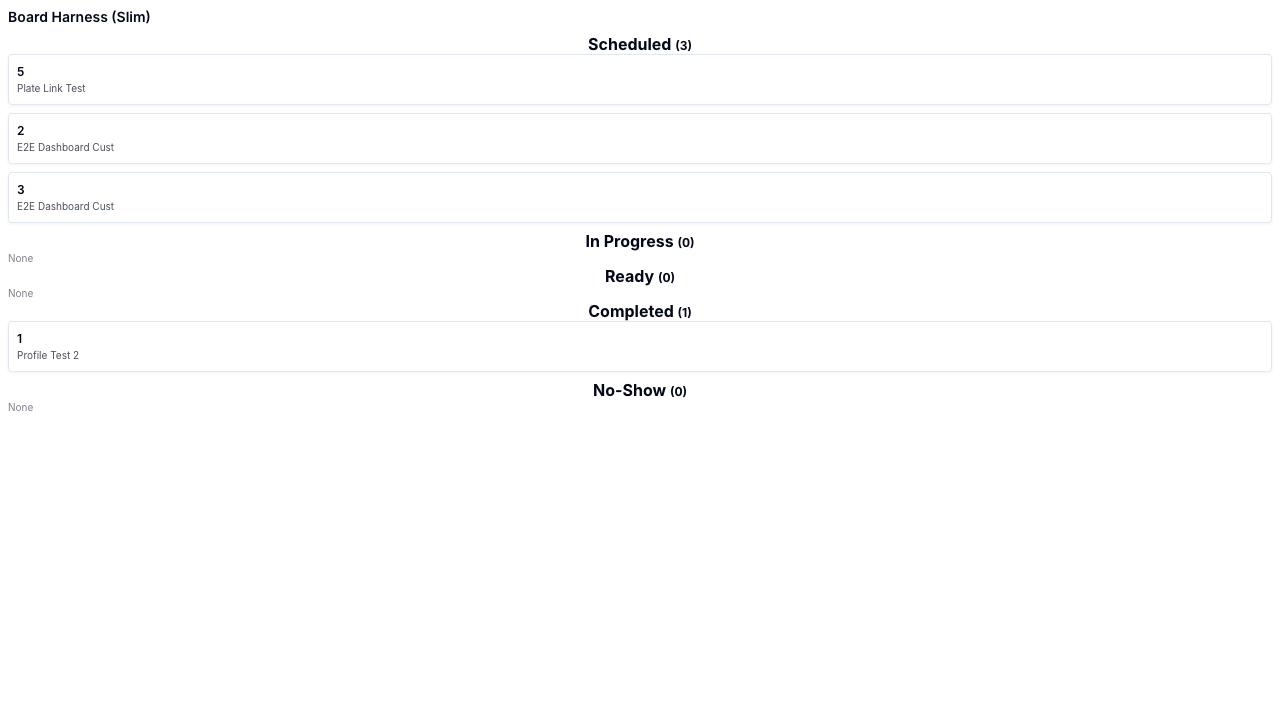 Board Harness (Slim)
Scheduled (3)
5
Plate Link Test
2
E2E Dashboard Cust
3
E2E Dashboard Cust
In Progress (0)
None
Ready (0)
None
Completed (1)
1
Profile Test 2
No-Show (0)
None